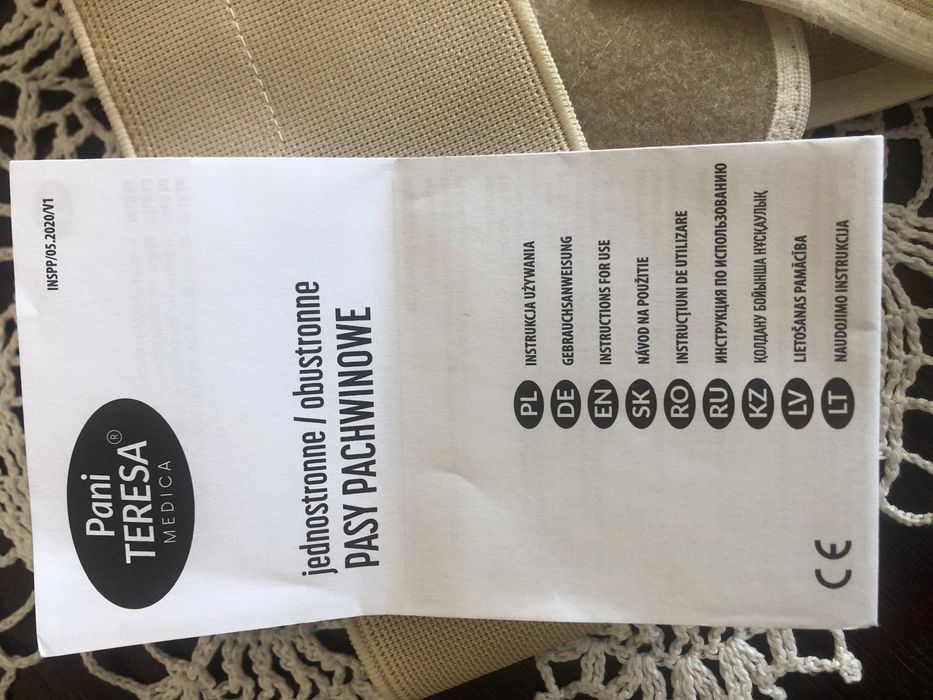 INSPP/05.2020/V1
Pani
TERESA®
MEDICA
jednostronne / obustronne
PASY PACHWINOWE
PL INSTRUKCJA UŻYWANIA
DE GEBRAUCHSANWEISUNG
EN INSTRUCTIONS FOR USE
SK NÁVOD NA POUŽITIE
RO INSTRUCȚIUNI DE UTILIZARE
RU ИНСТРУКЦИЯ ПО ИСПОЛЬЗОВАНИЮ
KZ ҚОЛДАНУ БОЙЫНША НҰСҚАУЛЫҚ
LV LIETOŠANAS PAMĀCĪBA
LT NAUDOJIMO INSTRUKCIJA
CE